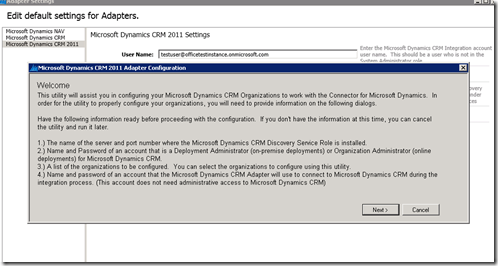 Adapter Settings
Edit default settings for Adapters.
Microsoft Dynamics NAV
Microsoft Dynamics CRM
Microsoft Dynamics CRM 2011
Microsoft Dynamics CRM 2011 Settings
User Name: testuser@officetestinstance.onmicrosoft.com
Enter the Microsoft Dynamics CRM Integration account
user name. This should be a user who is not in the
System Administrator role.
Microsoft Dynamics CRM 2011 Adapter Configuration
Welcome
This utility will assist you in configuring your Microsoft Dynamics CRM Organizations to work with the Connector for Microsoft Dynamics. In
order for the utility to properly configure your organizations, you will need to provide information on the following dialogs.
Have the following information ready before proceeding with the configuration. If you don't have the information at this time, you can cancel
the utility and run it later.
1.) The name of the server and port number where the Microsoft CRM Discovery Service Role is installed.
2.) Name and Password of an account that is a Deployment Administrator (on-premise deployments) or Organization Administrator (online
deployments) for Microsoft Dynamics CRM.
3.) A list of the organizations to be configured. You can select the organizations to configure using this utility.
4.) Name and password of an account that the Microsoft Dynamics CRM Adapter will use to connect to Microsoft Dynamics CRM during the
integration process. (This account does not need administrative access to Microsoft Dynamics CRM)
Next >
Cancel